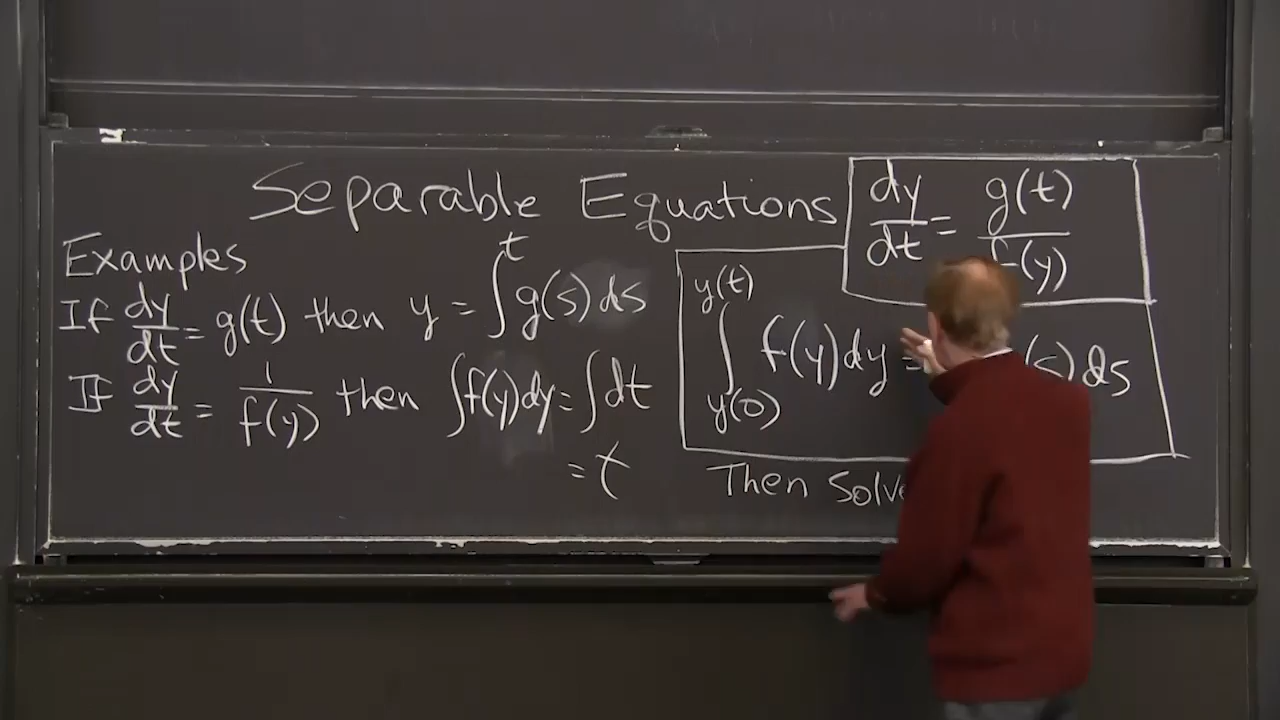 Separable Equations
dy/dt = g(t)/f(y)
Examples
If dy/dt = g(t) then y = ∫^t g(s) ds
If dy/dt = 1/f(y) then ∫f(y)dy = ∫dt
= t
∫_{y(0)}^{y(t)} f(y)dy = (s) ds
Then Solve